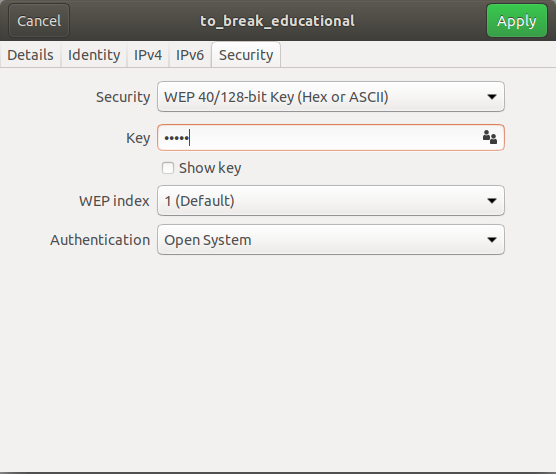 Cancel to_break_educational Apply
Details Identity IPv4 IPv6 Security
Security WEP 40/128-bit Key (Hex or ASCII)
Key •••••
Show key
WEP index 1 (Default)
Authentication Open System